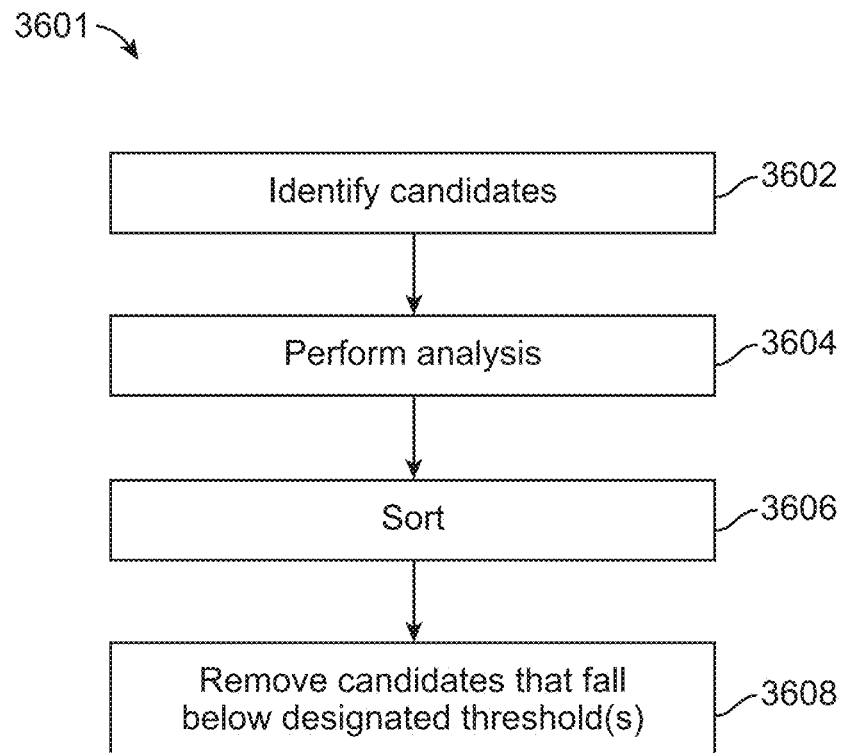 3601
Identify candidates
3602
Perform analysis
3604
Sort
3606
Remove candidates that fall
below designated threshold(s)
3608